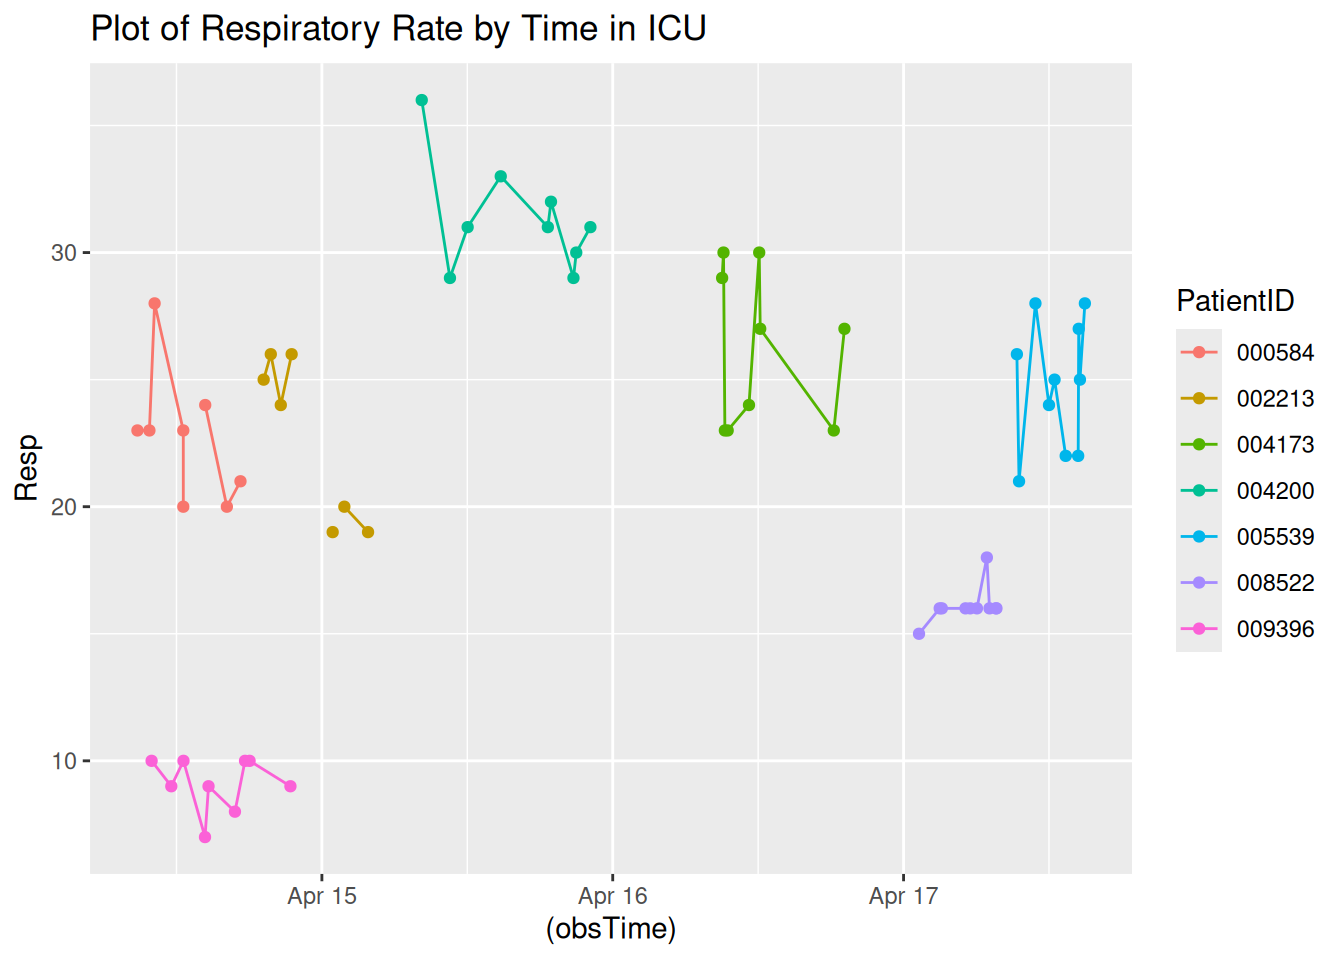 Plot of Respiratory Rate by Time in ICU
Resp
30
20
10
Apr 15
Apr 16
Apr 17
(obsTime)
PatientID
000584
002213
004173
004200
005539
008522
009396